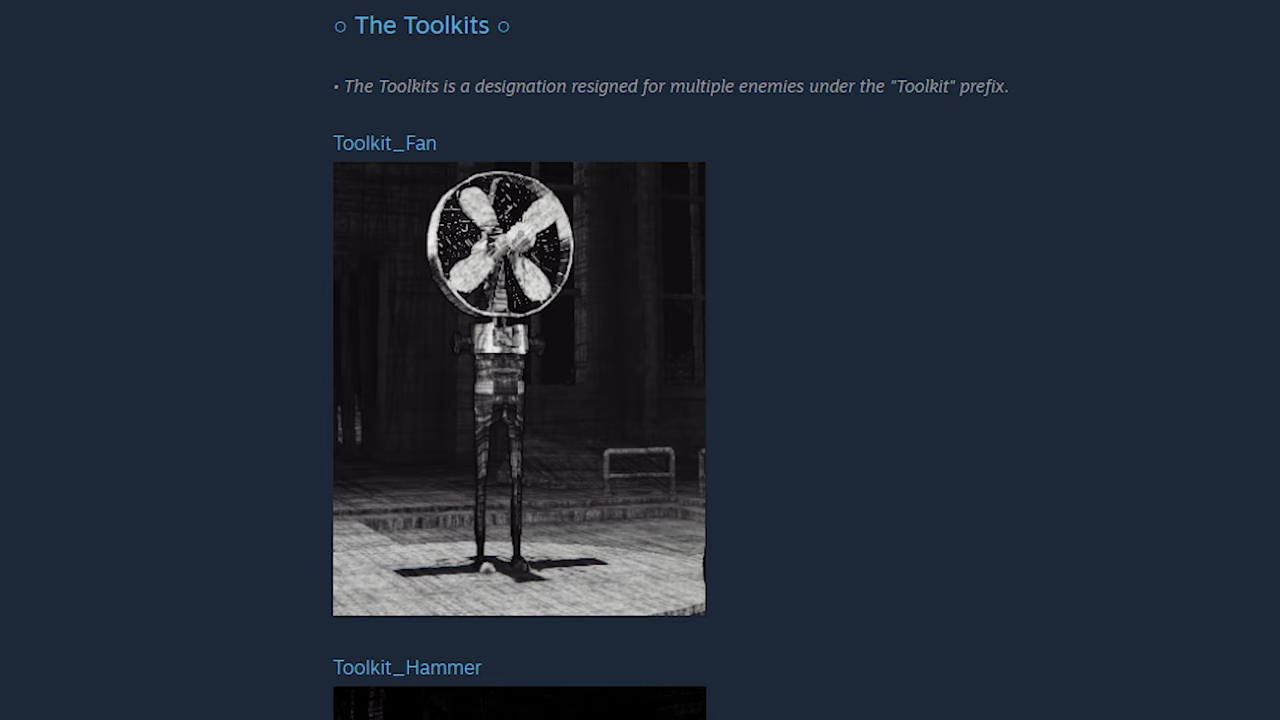 ○ The Toolkits ○
• The Toolkits is a designation resigned for multiple enemies under the "Toolkit" prefix.
Toolkit_Fan
Toolkit_Hammer